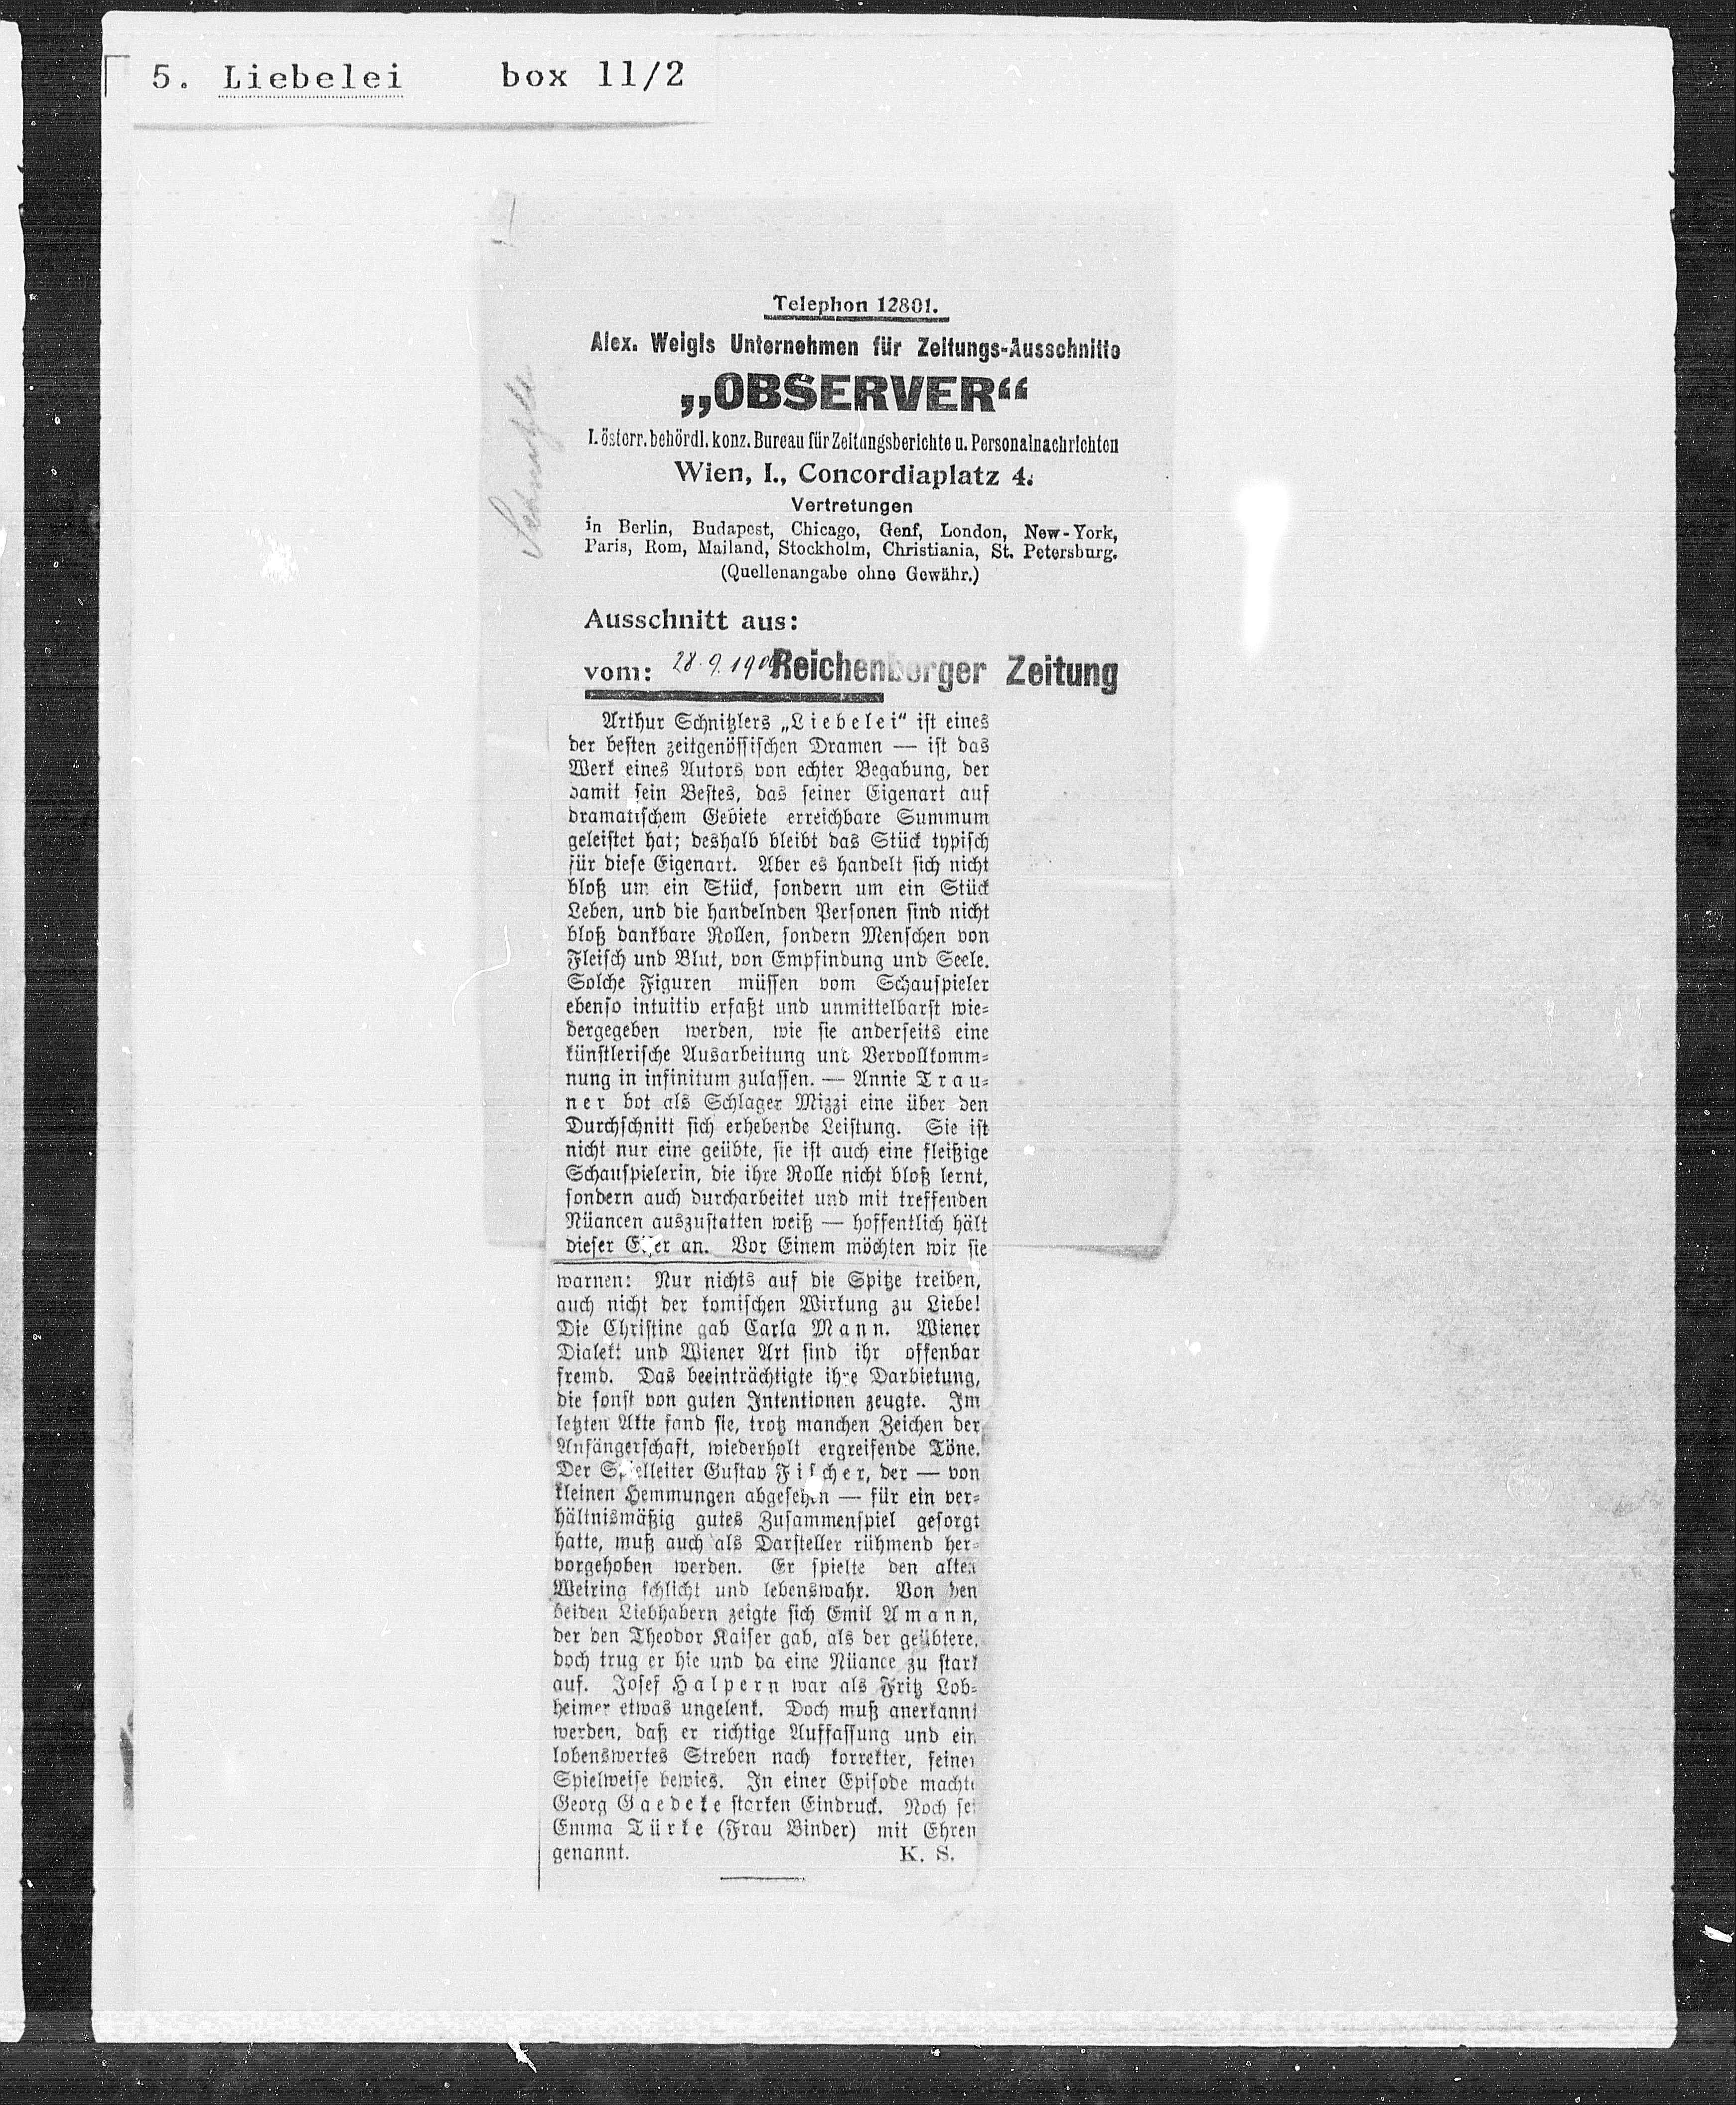 5. Liebelei box 11/2
Telephon 12801.
Alex. Weigls Unternehmen für Zeitungs-Ausschnitte
„OBSERVER“
I. österr. behördl. konz. Bureau für Zeitungsberichte u. Personalnachrichten
Wien, I., Concordiaplatz 4.
Vertretungen
in Berlin, Budapest, Chicago, Genf, London, New-York,
Paris, Rom, Mailand, Stockholm, Christiania, St. Petersburg.
(Quellenangabe ohne Gewähr.)
Ausschnitt aus:
vom: 28.9. Reichenberger Zeitung
Arthur Schnitzlers „Liebelei“ ist eines
der besten zeitgenössischen Dramen — ist das
Werk eines Autors von echter Begabung, der
damit sein Bestes, das seiner Eigenart auf
dramatischem Gebiete erreichbare Summum
geleistet hat; deshalb bleibt das Stück typisch
für diese Eigenart. Aber es handelt sich nicht
bloß um ein Stück, sondern um ein Stück
Leben, und die handelnden Personen sind nicht
bloß dankbare Rollen, sondern Menschen von
Fleisch und Blut, von Empfindung und Seele.
Solche Figuren müssen vom Schauspieler
ebenso intuitiv erfaßt und unmittelbarst wie-
dergegeben werden, wie sie anderseits eine
künstlerische Ausarbeitung und Vervollkomm-
nung in infinitum zulassen. — Annie Trau-
ner bot als Schlager Mizzi eine über den
Durchschnitt sich erhebende Leistung. Sie ist
nicht nur eine geübte, sie ist auch eine fleißige
Schauspielerin, die ihre Rolle nicht bloß lernt,
sondern auch durcharbeitet und mit treffenden
Nüancen auszustatten weiß — hoffentlich hält
dieser Eifer an. Vor Einem möchten wir sie
warnen: Nur nichts auf die Spitze treiben,
auch nicht der komischen Wirkung zu Liebe!
Die Christine gab Carla Mann. Wiener
Dialekt und Wiener Art sind ihr offenbar
fremd. Das beeinträchtigte ihre Darbietung,
die sonst von guten Intentionen zeugte. Im
letzten Akte fand sie, trotz manchen Zeichen der
Anfängerschaft, wiederholt ergreifende Töne.
Der Spielleiter Gustav Fischer, der — von
kleinen Hemmungen abgesehen — für ein ver-
hältnismäßig gutes Zusammenspiel gesorgt
hatte, muß auch als Darsteller rühmend her-
vorgehoben werden. Er spielte den alten
Weiring schlicht und lebenswahr. Von den
beiden Liebhabern zeigte sich Emil Amann,
der den Theodor Kaiser gab, als der geübtere,
doch trug er hie und da eine Nüance zu stark
auf. Josef Halpern war als Fritz Lob-
heimer etwas ungelenk. Doch muß anerkannt
werden, daß er richtige Auffassung und ein
lobenswertes Streben nach korrekter, feiner
Spielweise bewies. In einer Episode machte
Georg Gaedeke starken Eindruck. Noch sei
Emma Türke (Frau Binder) mit Ehren
genannt. K. S.